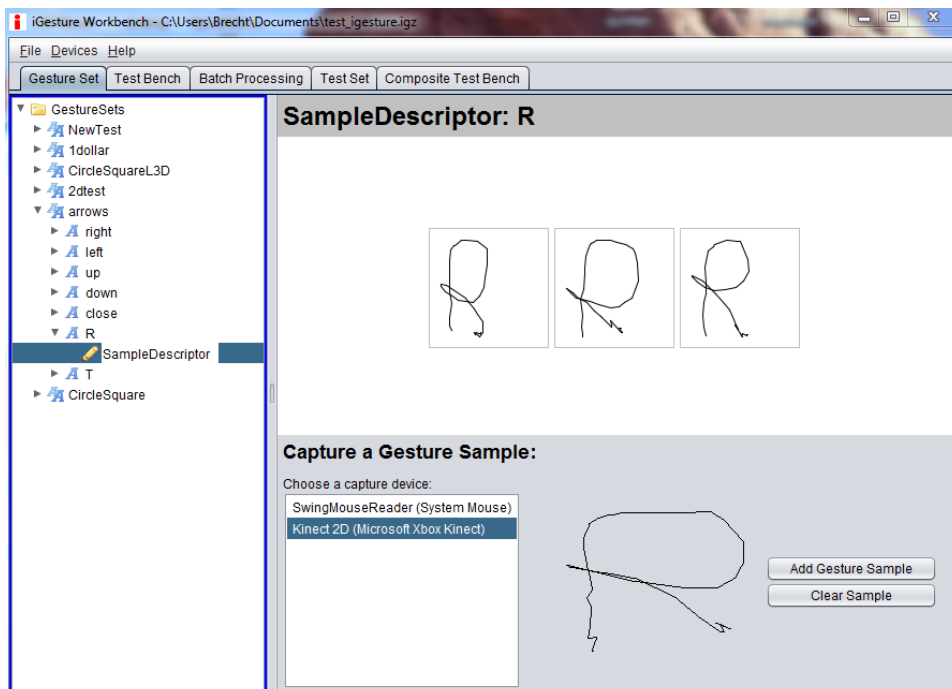 iGesture Workbench - C:\Users\Brecht\Documents\test_igesture.igz
File Devices Help
Gesture Set Test Bench Batch Processing Test Set Composite Test Bench
GestureSets
NewTest
1dollar
CircleSquareL3D
2dtest
arrows
right
left
up
down
close
R
SampleDescriptor
T
CircleSquare
SampleDescriptor: R
Capture a Gesture Sample:
Choose a capture device:
SwingMouseReader (System Mouse)
Kinect 2D (Microsoft Xbox Kinect)
Add Gesture Sample
Clear Sample